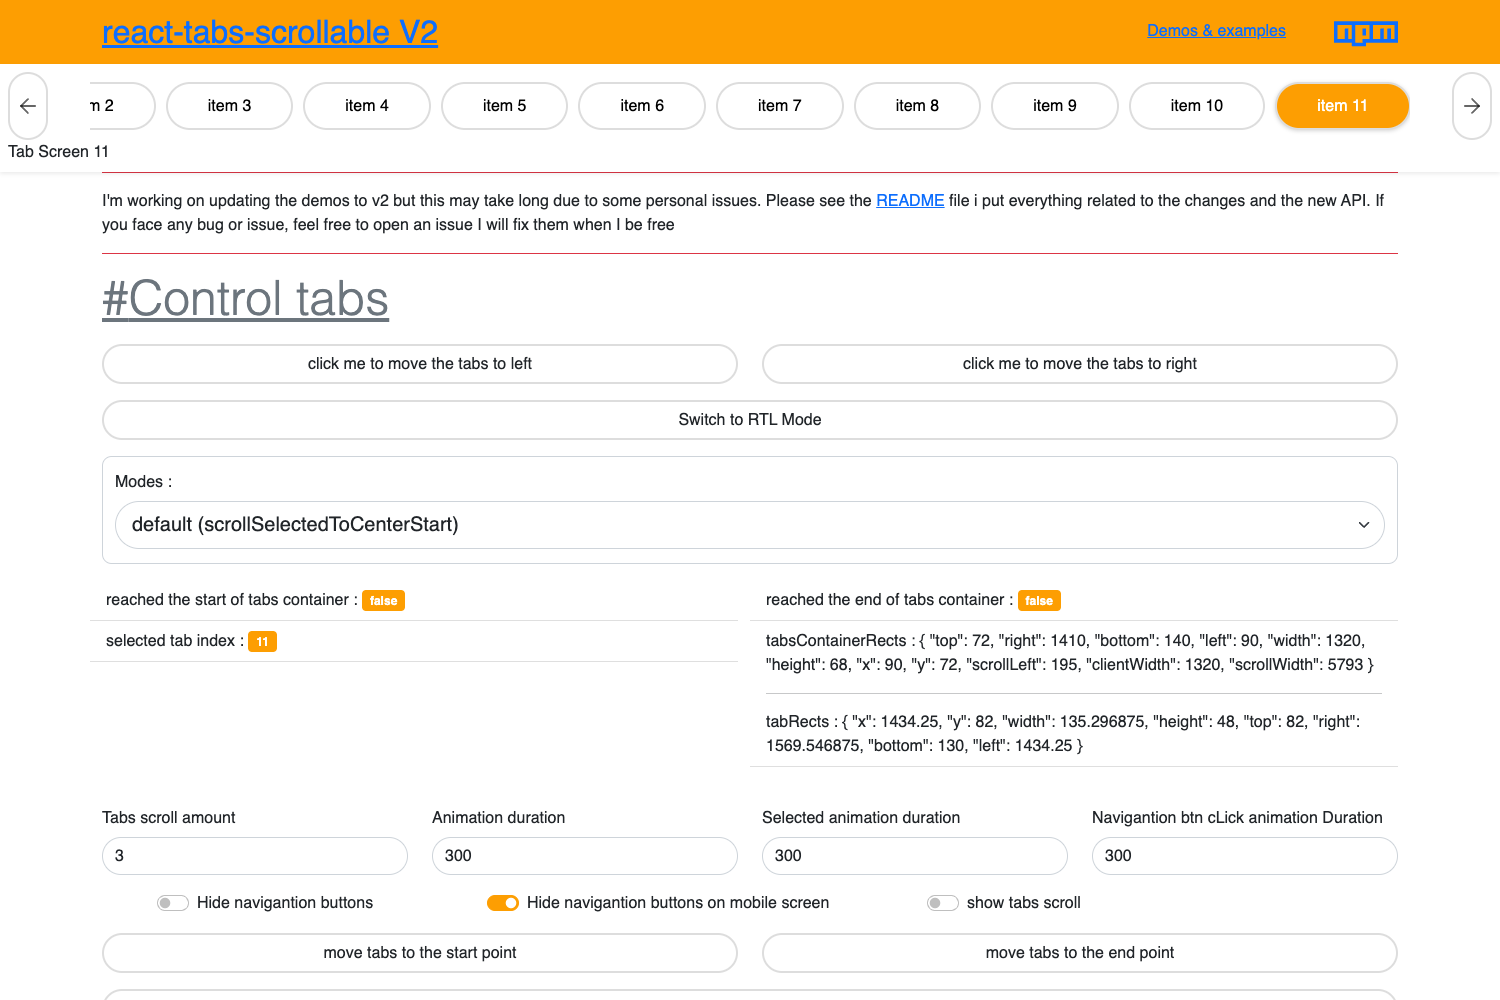 react-tabs-scrollable V2
Demos & examples
npm
m 2
item 3
item 4
item 5
item 6
item 7
item 8
item 9
item 10
item 11
Tab Screen 11
I'm working on updating the demos to v2 but this may take long due to some personal issues. Please see the README file i put everything related to the changes and the new API. If
you face any bug or issue, feel free to open an issue I will fix them when I be free
#Control tabs
click me to move the tabs to left
click me to move the tabs to right
Switch to RTL Mode
Modes :
default (scrollSelectedToCenterStart)
reached the start of tabs container : false
selected tab index : 11
reached the end of tabs container : false
tabsContainerRects : { "top": 72, "right": 1410, "bottom": 140, "left": 90, "width": 1320,
"height": 68, "x": 90, "y": 72, "scrollLeft": 195, "clientWidth": 1320, "scrollWidth": 5793 }
tabRects : { "x": 1434.25, "y": 82, "width": 135.296875, "height": 48, "top": 82, "right":
1569.546875, "bottom": 130, "left": 1434.25 }
Tabs scroll amount
3
Animation duration
300
Selected animation duration
300
Navigantion btn cLick animation Duration
300
Hide navigantion buttons
Hide navigantion buttons on mobile screen
show tabs scroll
move tabs to the start point
move tabs to the end point